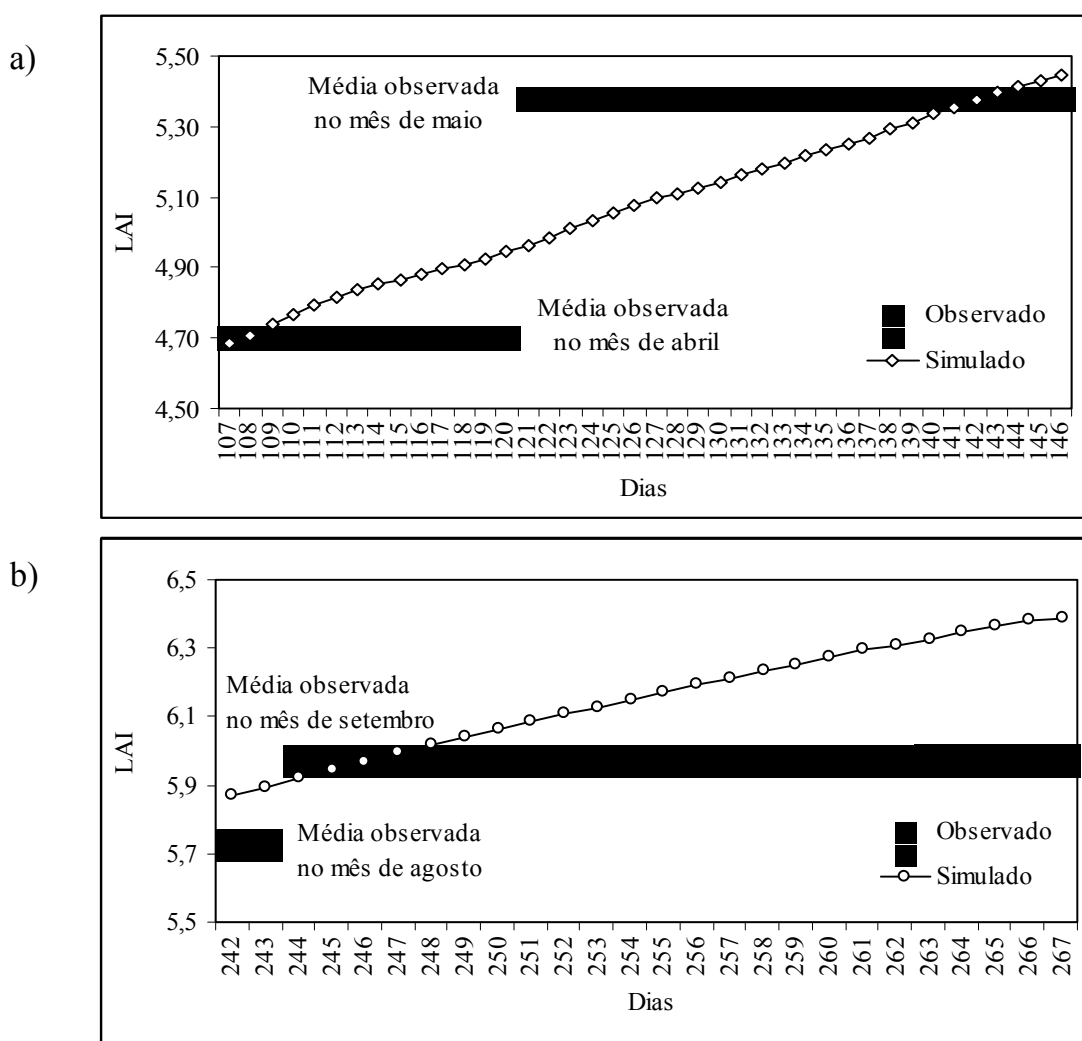 a)
5,50
5,30
5,10
4,90
4,70
4,50
LAI
Média observada
no mês de maio
Média observada
no mês de abril
Observado
Simulado
107 108 109 110 111 112 113 114 115 116 117 118 119 120 121 122 123 124 125 126 127 128 129 130 131 132 133 134 135 136 137 138 139 140 141 142 143 144 145 146
Dias
b)
6,5
6,3
6,1
5,9
5,7
5,5
LAI
Média observada
no mês de setembro
Média observada
no mês de agosto
Observado
Simulado
242 243 244 245 246 247 248 249 250 251 252 253 254 255 256 257 258 259 260 261 262 263 264 265 266 267
Dias